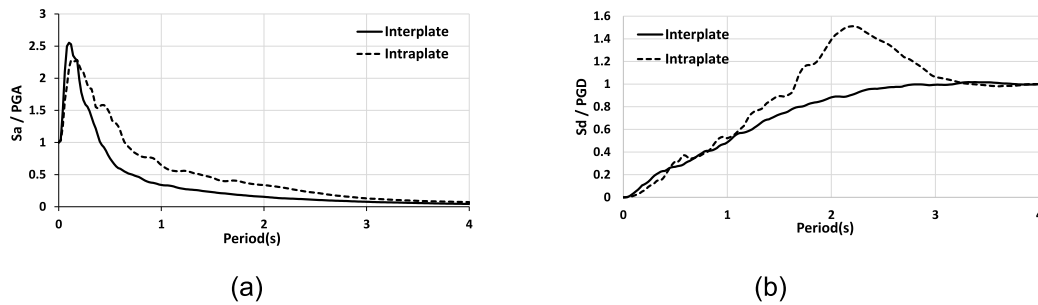 3
2.5
2
1.5
1
0.5
0
Sa / PGA
Interplate
Intraplate
0 1 2 3 4
Period(s)
(a)
1.6
1.4
1.2
1
0.8
0.6
0.4
0.2
0
Sd / PGD
Interplate
Intraplate
0 1 2 3 4
Period(s)
(b)